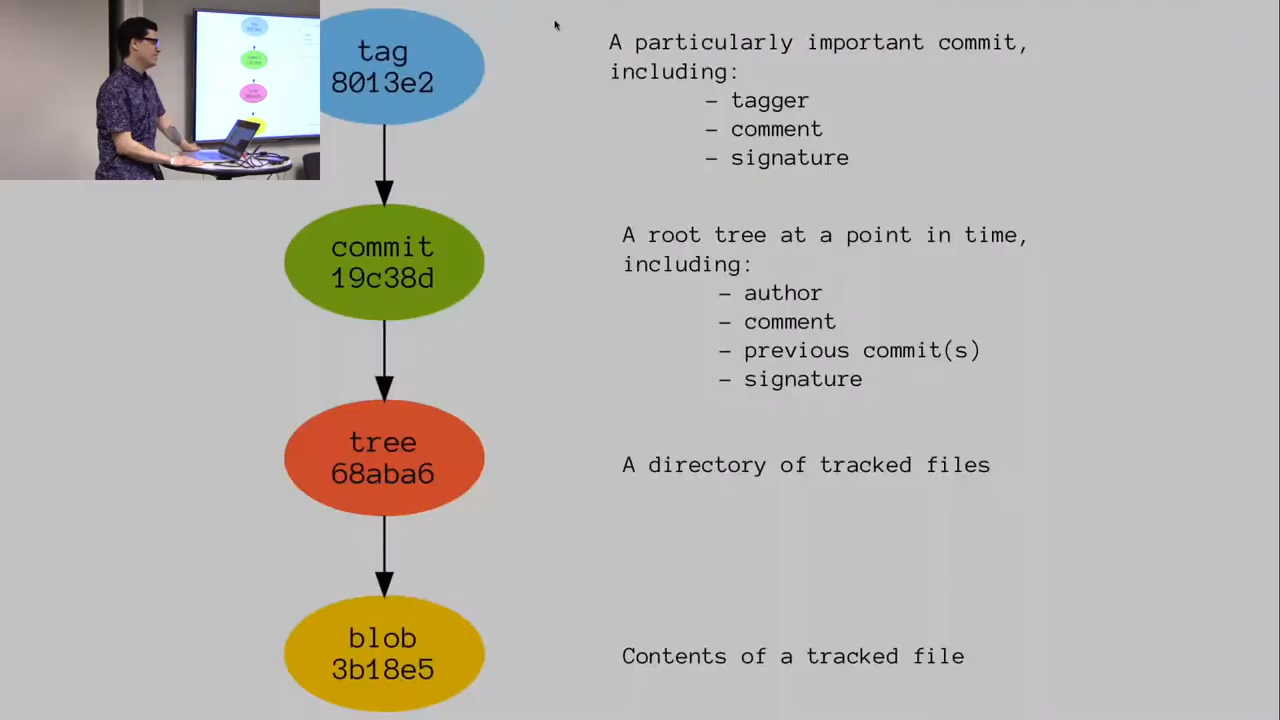 tag
8013e2
A particularly important commit,
including:
- tagger
- comment
- signature
commit
19c38d
A root tree at a point in time,
including:
- author
- comment
- previous commit(s)
- signature
tree
68aba6
A directory of tracked files
blob
3b18e5
Contents of a tracked file